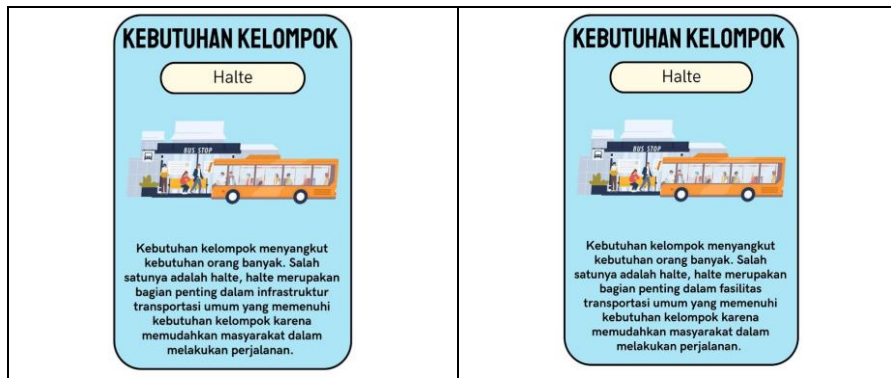 KEBUTUHAN KELOMPOK
Halte
BUS STOP
Kebutuhan kelompok menyangkut
kebutuhan orang banyak. Salah
satunya adalah halte, halte merupakan
bagian penting dalam infrastruktur
transportasi umum yang memenuhi
kebutuhan kelompok karena
memudahkan masyarakat dalam
melakukan perjalanan.
KEBUTUHAN KELOMPOK
Halte
BUS STOP
Kebutuhan kelompok menyangkut
kebutuhan orang banyak. Salah
satunya adalah halte, halte merupakan
bagian penting dalam fasilitas
transportasi umum yang memenuhi
kebutuhan kelompok karena
memudahkan masyarakat dalam
melakukan perjalanan.